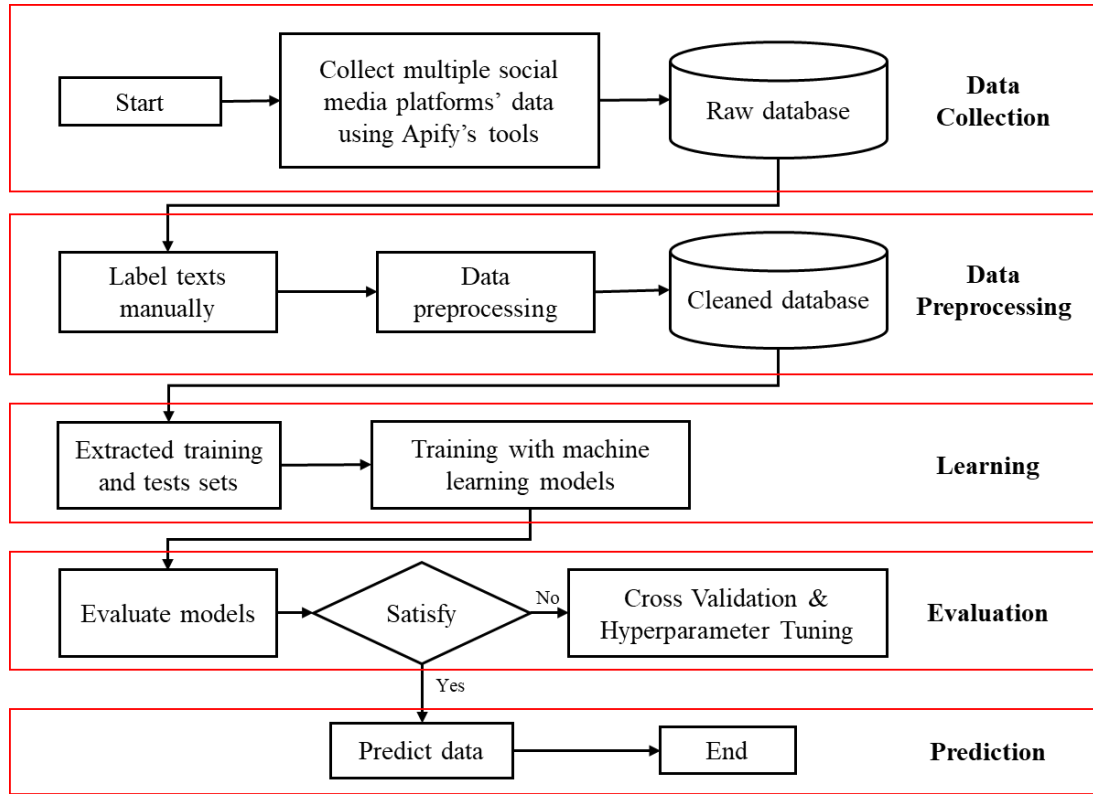 Start
Collect multiple social
media platforms’ data
using Apify’s tools
Raw database
Data
Collection
Label texts
manually
Data
preprocessing
Cleaned database
Data
Preprocessing
Extracted training
and tests sets
Training with machine
learning models
Learning
Evaluate models
Satisfy
No
Cross Validation &
Hyperparameter Tuning
Evaluation
Yes
Predict data
End
Prediction